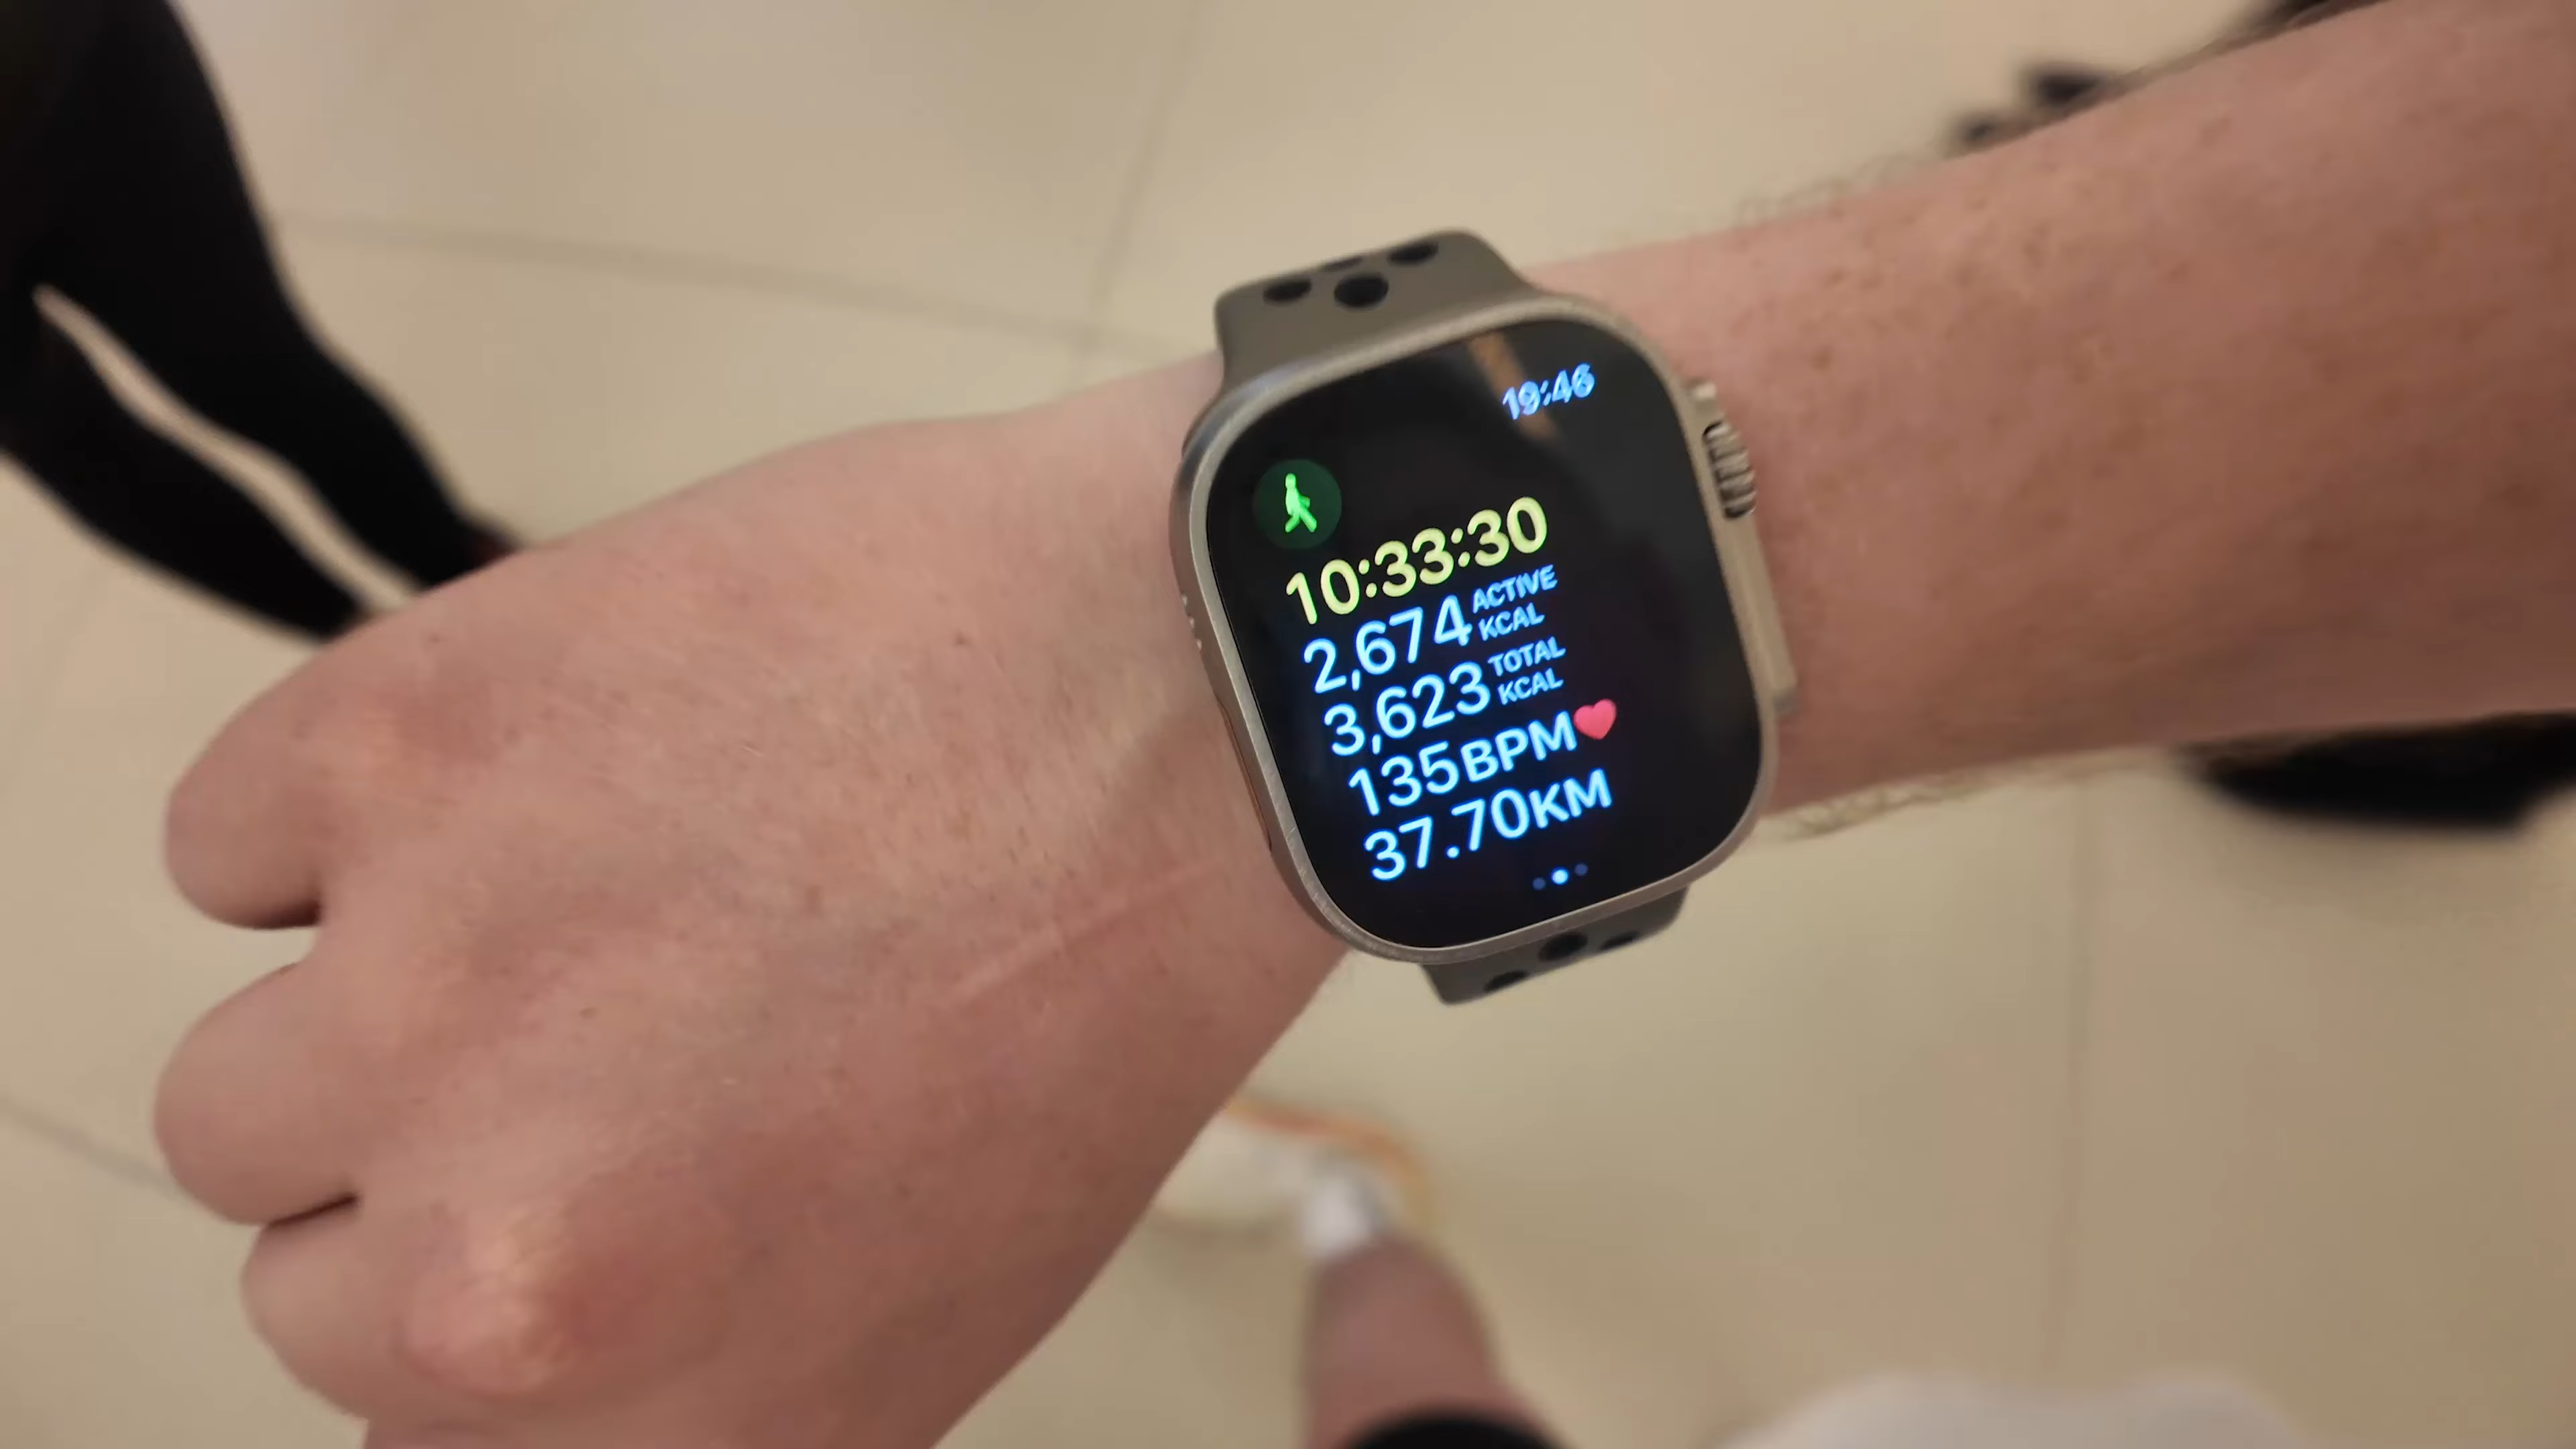 19:46
10:33:30
2,674 ACTIVE KCAL
3,623 TOTAL KCAL
135BPM
37.70KM